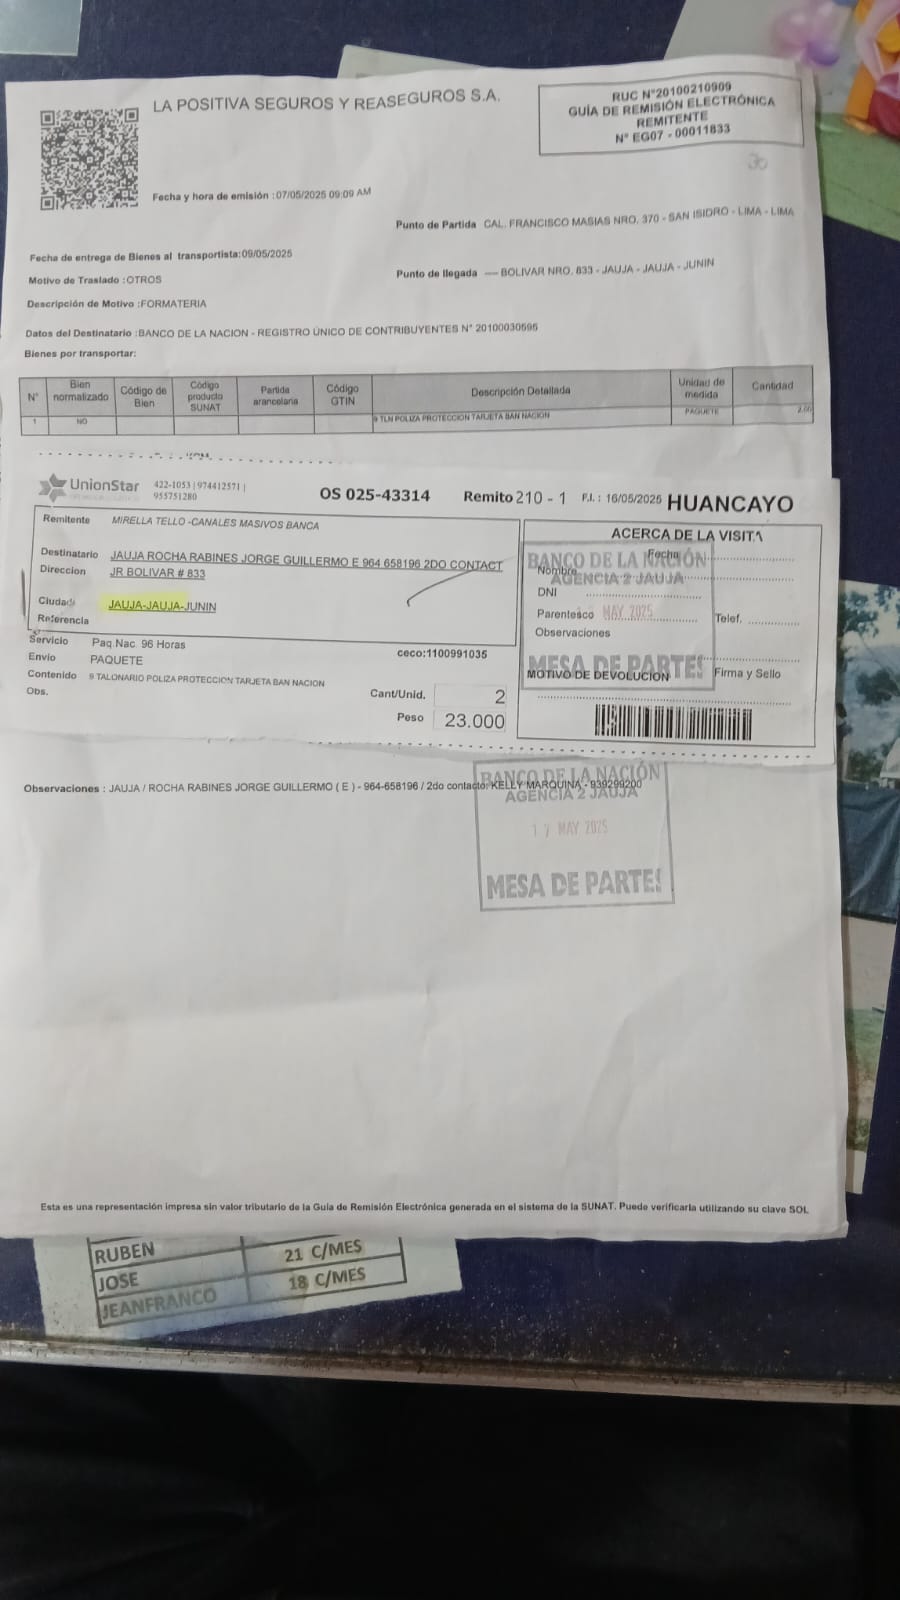 LA POSITIVA SEGUROS Y REASEGUROS S.A.
RUC N°20100210909
GUÍA DE REMISIÓN ELECTRÓNICA
REMITENTE
N° EG07 - 00011833
30
Fecha y hora de emisión :07/05/2025 09:09 AM
Punto de Partida CAL. FRANCISCO MASIAS NRO. 370 - SAN ISIDRO - LIMA - LIMA
Fecha de entrega de Bienes al transportista:09/05/2025
Punto de llegada ---- BOLIVAR NRO. 833 - JAUJA - JAUJA - JUNIN
Motivo de Traslado :OTROS
Descripción de Motivo :FORMATERIA
Datos del Destinatario :BANCO DE LA NACION - REGISTRO ÚNICO DE CONTRIBUYENTES N° 20100030595
Bienes por transportar:
N° Bien normalizado Código de Bien Código producto SUNAT Partida arancelaria Código GTIN Descripción Detallada Unidad de medida Cantidad
1 NO 9 TLN POLIZA PROTECCION TARJETA BAN NACION PAQUETE 2.00
UnionStar 422-1053 | 974412571 |
955751280
OS 025-43314 Remito 210 - 1 F.I. : 16/05/2025 HUANCAYO
Remitente MIRELLA TELLO -CANALES MASIVOS BANCA
Destinatario JAUJA ROCHA RABINES JORGE GUILLERMO E 964 658196 2DO CONTACT
Direccion JR BOLIVAR # 833
Ciudad JAUJA-JAUJA-JUNIN
Referencia
Servicio Paq.Nac. 96 Horas
Envio PAQUETE
ceco:1100991035
Contenido 9 TALONARIO POLIZA PROTECCION TARJETA BAN NACION
Obs.
Cant/Unid. 2
Peso 23.000
ACERCA DE LA VISITA
Fecha
Nombre
DNI
Parentesco
Telef.
Observaciones
MOTIVO DE DEVOLUCION
Firma y Sello
BANCO DE LA NACIÓN
AGENCIA 2 JAUJA
MAY 2025
MESA DE PARTES
Observaciones : JAUJA / ROCHA RABINES JORGE GUILLERMO ( E ) - 964-658196 / 2do contacto: KELLY MARQUINA - 939299200
BANCO DE LA NACIÓN
AGENCIA 2 JAUJA
17 MAY 2025
MESA DE PARTES
Esta es una representación impresa sin valor tributario de la Guía de Remisión Electrónica generada en el sistema de la SUNAT. Puede verificarla utilizando su clave SOL
RUBEN 21 C/MES
JOSE 18 C/MES
JEANFRANCO